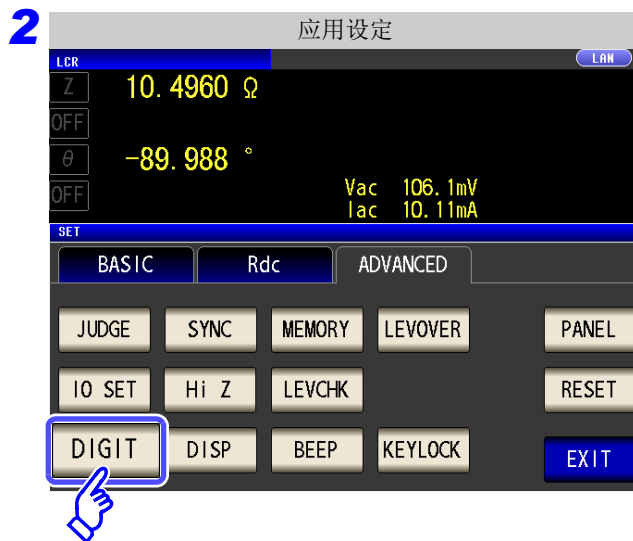 2
应用设定
LCR LAN
Z 10.4960 Ω
OFF
θ -89.988 °
OFF
Vac 106.1mV
Iac 10.11mA
SET
BASIC Rdc ADVANCED
JUDGE SYNC MEMORY LEVOVER PANEL
IO SET Hi Z LEVCHK RESET
DIGIT DISP BEEP KEYLOCK EXIT